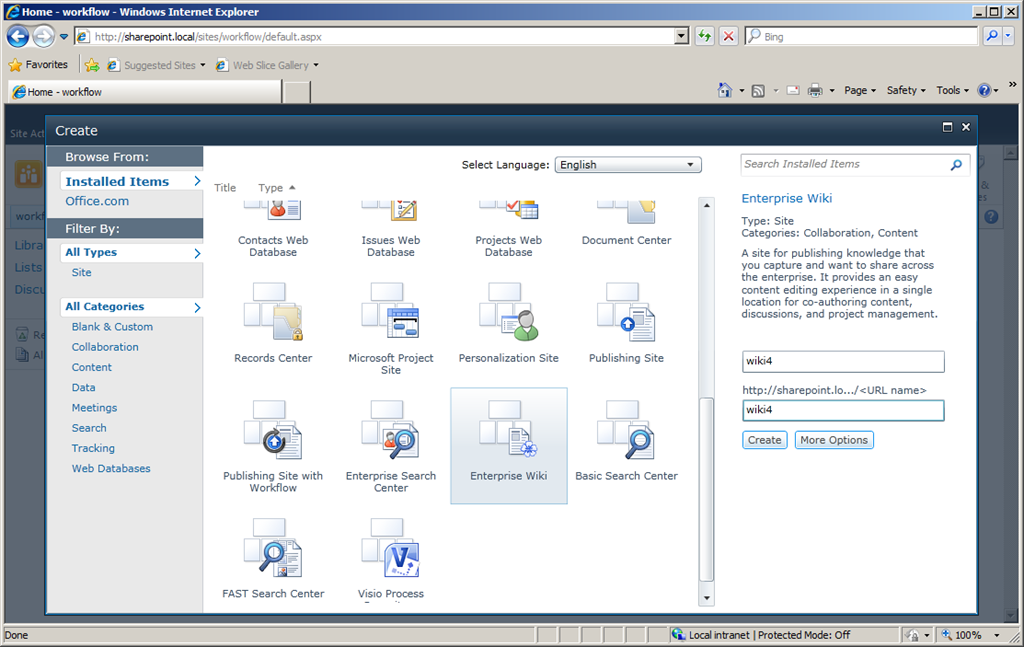 Home - workflow - Windows Internet Explorer
http://sharepoint.local/sites/workflow/default.aspx
Bing
Favorites
Suggested Sites
Web Slice Gallery
Home - workflow
Page
Safety
Tools
»
Site Act
Create
Browse From:
Installed Items
Office.com
Filter By:
All Types
Site
All Categories
Blank & Custom
Collaboration
Content
Data
Meetings
Search
Tracking
Web Databases
workf
Libra
Lists
Discu
Re
Al
Select Language:
English
Title
Type
Contacts Web
Database
Issues Web
Database
Projects Web
Database
Document Center
Records Center
Microsoft Project
Site
Personalization Site
Publishing Site
Publishing Site with
Workflow
Enterprise Search
Center
Enterprise Wiki
Basic Search Center
FAST Search Center
Visio Process
Search Installed Items
Enterprise Wiki
Type: Site
Categories: Collaboration, Content
A site for publishing knowledge that
you capture and want to share across
the enterprise. It provides an easy
content editing experience in a single
location for co-authoring content,
discussions, and project management.
wiki4
http://sharepoint.lo.../<URL name>
wiki4
Create
More Options
Done
Local intranet | Protected Mode: Off
100%